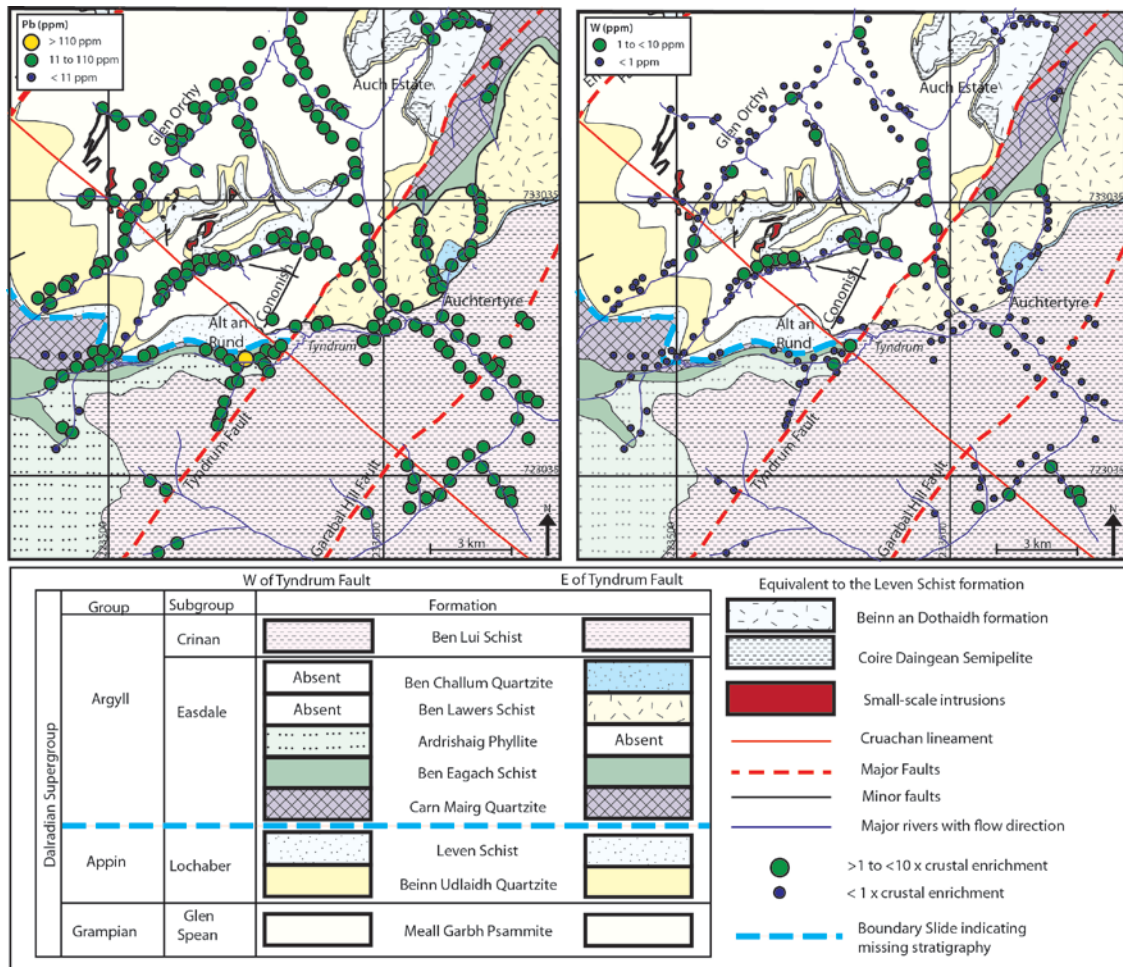 Pb (ppm)
> 110 ppm
11 to 110 ppm
< 11 ppm
Auch Estate
Glen Orchy
733035
Cononish
Auchtertyre
Alt an
Rund
Tyndrum
Tyndrum Fault
723035
Garabal Hill Fault
N
3 km
W (ppm)
1 to < 10 ppm
< 1 ppm
Auch Estate
Glen Orchy
733035
Cononish
Auchtertyre
Alt an
Rund
Tyndrum
Tyndrum Fault
723035
Garabal Hill Fault
N
3 km
W of Tyndrum Fault
E of Tyndrum Fault
Group
Subgroup
Formation
Dalradian Supergroup
Crinan
Ben Lui Schist
Argyll
Easdale
Absent
Ben Challum Quartzite
Absent
Ben Lawers Schist
Ardrishaig Phyllite
Absent
Ben Eagach Schist
Carn Mairg Quartzite
Appin
Lochaber
Leven Schist
Beinn Udlaidh Quartzite
Grampian
Glen
Spean
Meall Garbh Psammite
Equivalent to the Leven Schist formation
Beinn an Dothaidh formation
Coire Daingean Semipelite
Small-scale intrusions
Cruachan lineament
Major Faults
Minor faults
Major rivers with flow direction
>1 to <10 x crustal enrichment
< 1 x crustal enrichment
Boundary Slide indicating
missing stratigraphy